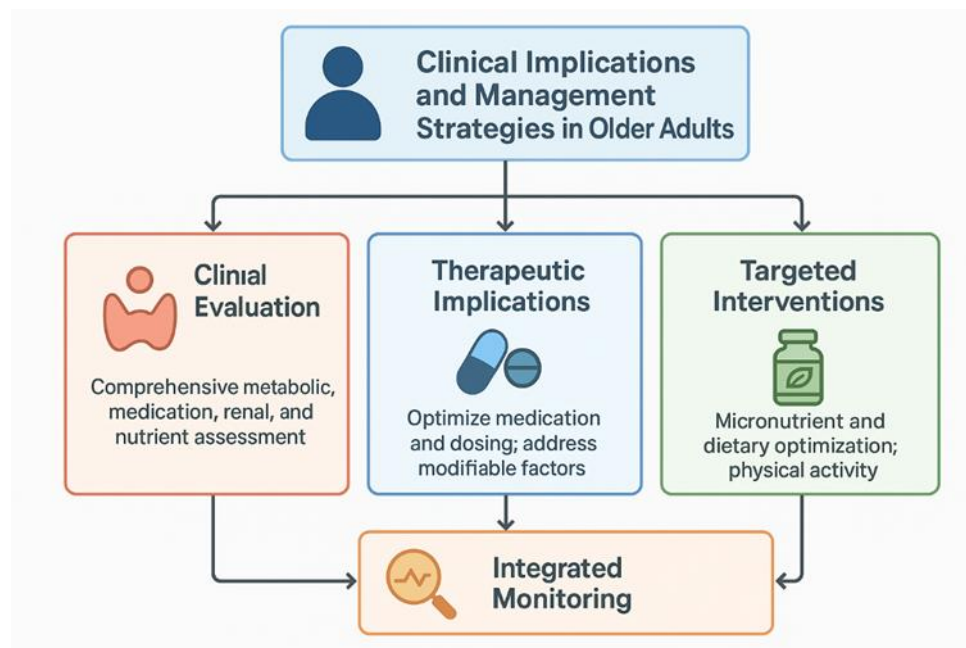 Clinical Implications
and Management
Strategies in Older Adults
Clinıal
Evaluation
Comprehensive metabolic,
medication, renal, and
nutrient assessment
Therapeutic
Implications
Optimize medication
and dosing; address
modifiable factors
Targeted
Interventions
Micronutrient and
dietary optimization;
physical activity
Integrated
Monitoring